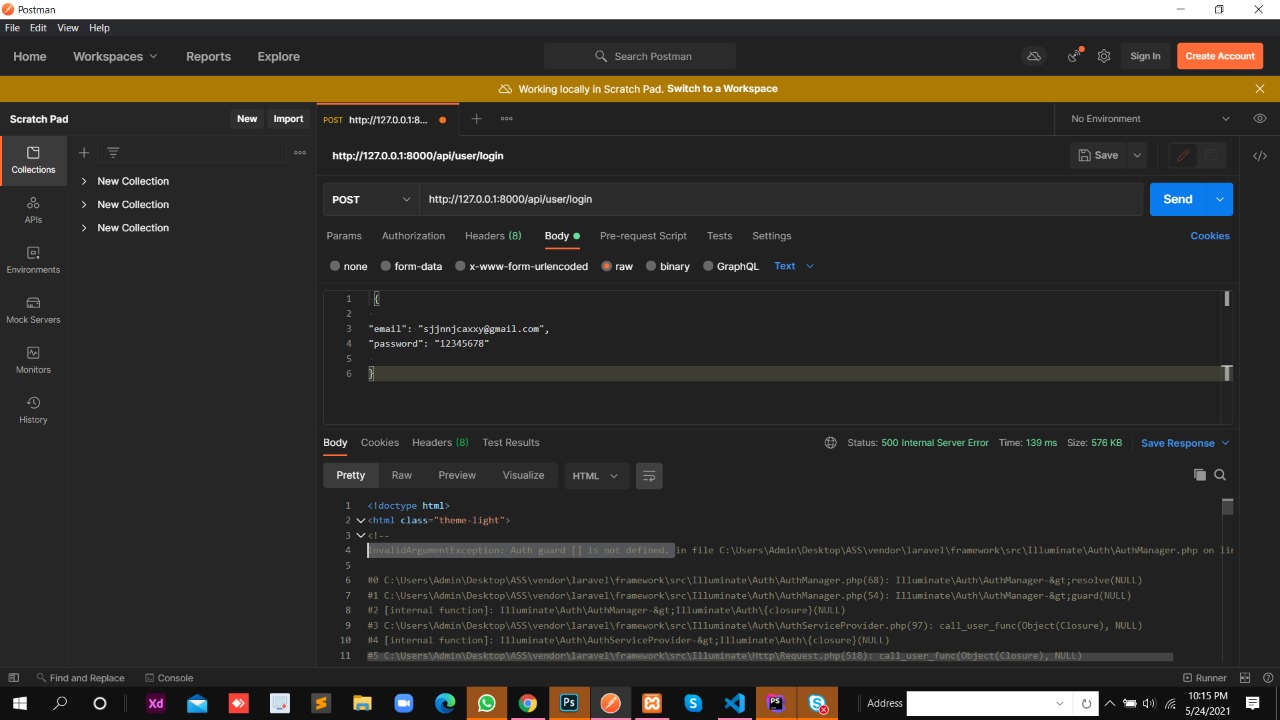 Postman
File Edit View Help
Home Workspaces Reports Explore Search Postman Sign In Create Account
Working locally in Scratch Pad. Switch to a Workspace
Scratch Pad New Import POST http://127.0.0.1:8... No Environment
Collections
APIs
Environments
Mock Servers
Monitors
History
New Collection
New Collection
New Collection
http://127.0.0.1:8000/api/user/login Save
POST http://127.0.0.1:8000/api/user/login Send
Params Authorization Headers (8) Body Pre-request Script Tests Settings Cookies
none form-data x-www-form-urlencoded raw binary GraphQL Text
1 {
2
3 "email": "sjjnnjcaxxy@gmail.com",
4 "password": "12345678"
5
6 }
Body Cookies Headers (8) Test Results Status: 500 Internal Server Error Time: 139 ms Size: 576 KB Save Response
Pretty Raw Preview Visualize HTML
1 <!doctype html>
2 <html class="theme-light">
3 <!--
4 InvalidArgumentException: Auth guard [] is not defined. in file C:\Users\Admin\Desktop\ASS\vendor\laravel\framework\src\Illuminate\Auth\AuthManager.php on lin
5
6 #0 C:\Users\Admin\Desktop\ASS\vendor\laravel\framework\src\Illuminate\Auth\AuthManager.php(68): Illuminate\Auth\AuthManager-&gt;resolve(NULL)
7 #1 C:\Users\Admin\Desktop\ASS\vendor\laravel\framework\src\Illuminate\Auth\AuthManager.php(54): Illuminate\Auth\AuthManager-&gt;guard(NULL)
8 #2 [internal function]: Illuminate\Auth\AuthManager-&gt;Illuminate\Auth\{closure}(NULL)
9 #3 C:\Users\Admin\Desktop\ASS\vendor\laravel\framework\src\Illuminate\Auth\AuthServiceProvider.php(97): call_user_func(Object(Closure), NULL)
10 #4 [internal function]: Illuminate\Auth\AuthServiceProvider-&gt;Illuminate\Auth\{closure}(NULL)
11 #5 C:\Users\Admin\Desktop\ASS\vendor\laravel\framework\src\Illuminate\Http\Request.php(518): call_user_func(Object(Closure), NULL)
Find and Replace Console Runner
Xd Ps PS Address 10:15 PM
5/24/2021